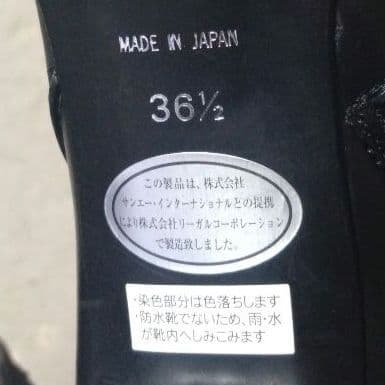 MADE IN JAPAN
36½
この製品は、株式会社
サンエー・インターナショナルとの提携
により株式会社リーガルコーポレーション
で製造致しました。
・染色部分は色落ちします
・防水靴でないため、雨・水
が靴内へしみこみます